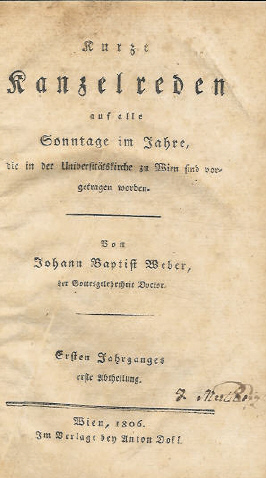 Kurze
Kanzelreden
auf alle
Sonntage im Jahre,
die in der Universitätskirche zu Wien sind vor-
getragen worden.
Von
Johann Baptist Weber,
der Gottesgelehrtheit Doctor.
Ersten Jahrganges
erste Abtheilung.
Wien, 1806.
Im Verlage bey Anton Doll.